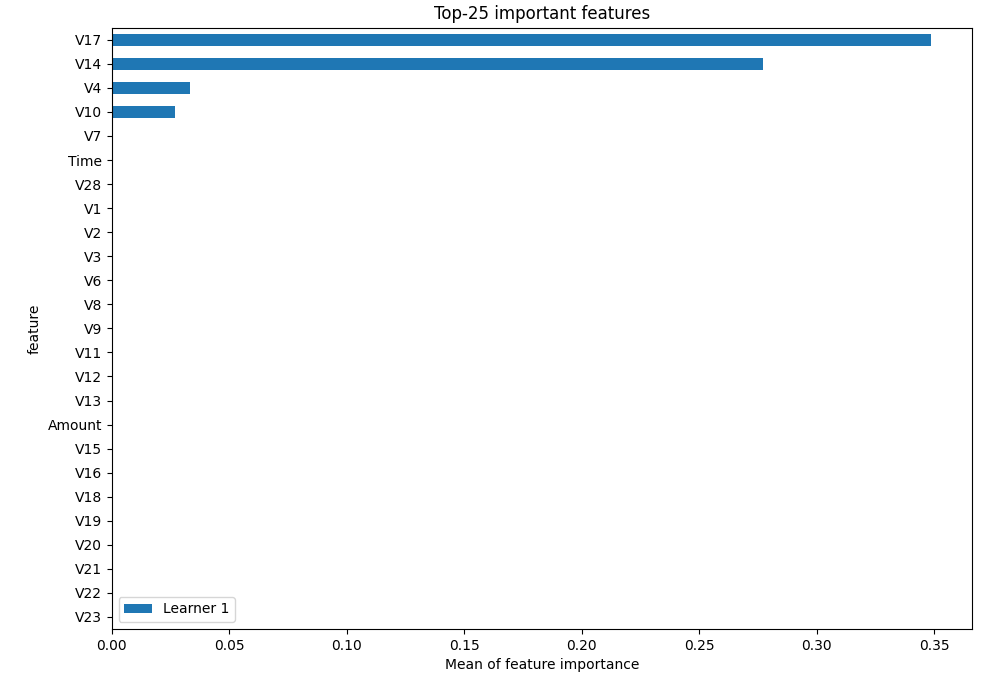 Top-25 important features
V17
V14
V4
V10
V7
Time
V28
V1
V2
V3
V6
V8
V9
V11
V12
V13
Amount
V15
V16
V18
V19
V20
V21
V22
V23
feature
Learner 1
0.00 0.05 0.10 0.15 0.20 0.25 0.30 0.35
Mean of feature importance